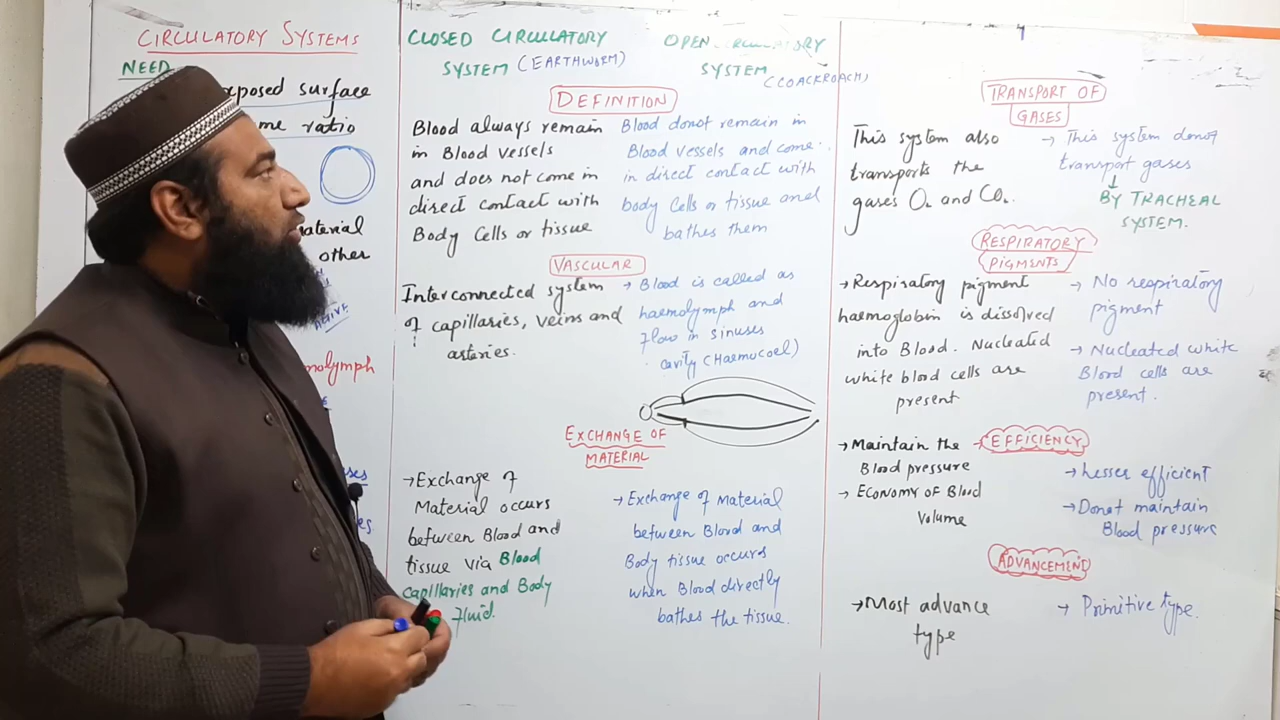 CIRCULATORY SYSTEMS
NEED
exposed surface
me ratio
material
other
ACTIVE
molymph
CLOSED CIRCULATORY
SYSTEM (EARTHWORM)
OPEN CIRCULATORY
SYSTEM
(COACKROACH)
DEFINITION
Blood always remain
in Blood vessels
and does not come in
direct contact with
Body Cells or tissue
Blood donot remain in
Blood vessels and come
in direct contact with
body Cells or tissue and
bathes them
VASCULAR
Interconnected system
of capillaries, veins and
arteries.
→ Blood is called as
haemolymph and
flow in sinuses
cavity (Haemocoel)
EXCHANGE OF
MATERIAL
→ Exchange of
Material occurs
between Blood and
tissue via Blood
capillaries and Body
fluid.
→ Exchange of Material
between Blood and
Body tissue occurs
when Blood directly
bathes the tissue.
4
TRANSPORT OF
GASES
This system also
transports the
gases O₂ and CO₂.
→ This system donot
transport gases
↓
BY TRACHEAL
SYSTEM.
RESPIRATORY
PIGMENTS
→ Respiratory pigment
haemoglobin is dissolved
into Blood. Nucleated
white blood cells are
present
→ No respiratory
pigment
→ Nucleated white
Blood cells are
present.
EFFICIENCY
→ Maintain the
Blood pressure
→ ECONOMY OF Blood
Volume
→ Lesser efficient
→ Donot maintain
Blood pressure
ADVANCEMENT
→ Most advance
type
→ Primitive type.